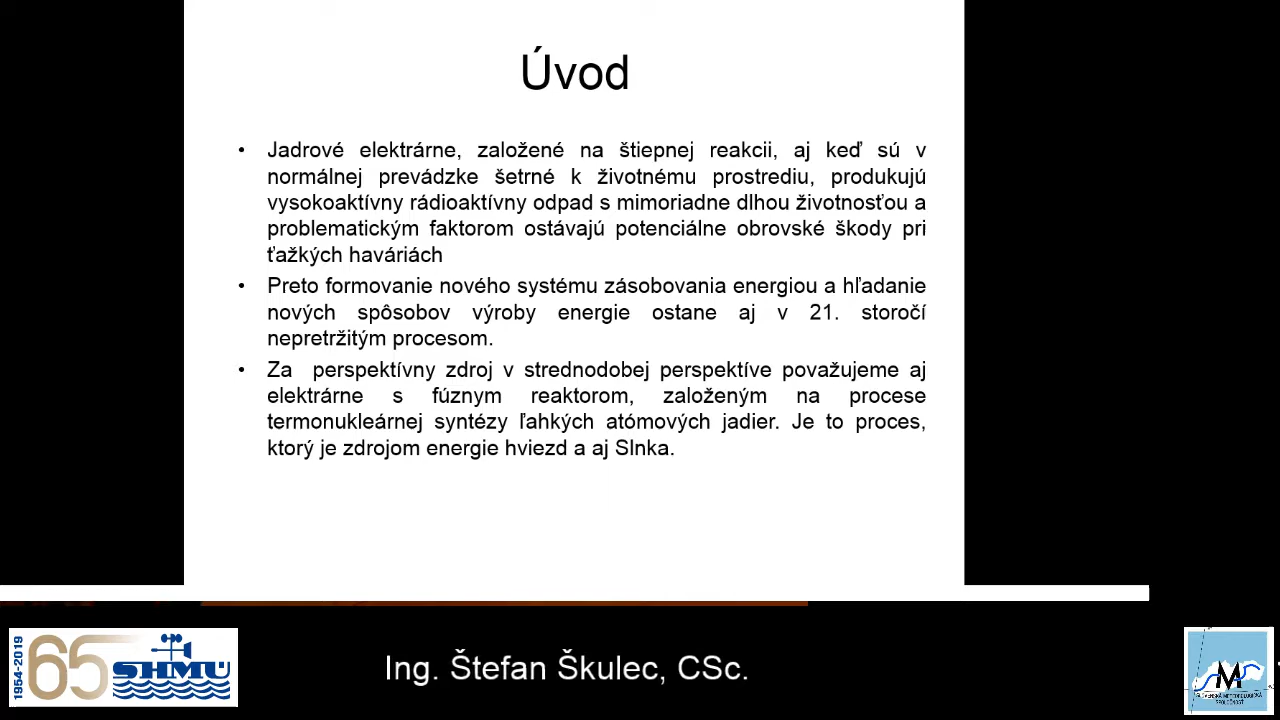 Úvod
• Jadrové elektrárne, založené na štiepnej reakcii, aj keď sú v
normálnej prevádzke šetrné k životnému prostrediu, produkujú
vysokoaktívny rádioaktívny odpad s mimoriadne dlhou životnosťou a
problematickým faktorom ostávajú potenciálne obrovské škody pri
ťažkých haváriách
• Preto formovanie nového systému zásobovania energiou a hľadanie
nových spôsobov výroby energie ostane aj v 21. storočí
nepretržitým procesom.
• Za perspektívny zdroj v strednodobej perspektíve považujeme aj
elektrárne s fúznym reaktorom, založeným na procese
termonukleárnej syntézy ľahkých atómových jadier. Je to proces,
ktorý je zdrojom energie hviezd a aj Slnka.
1954-2019
65
SHMU
Ing. Štefan Škulec, CSc.
M
SLOVENSKÁ METEOROLOGICKÁ
SPOLOČNOSŤ